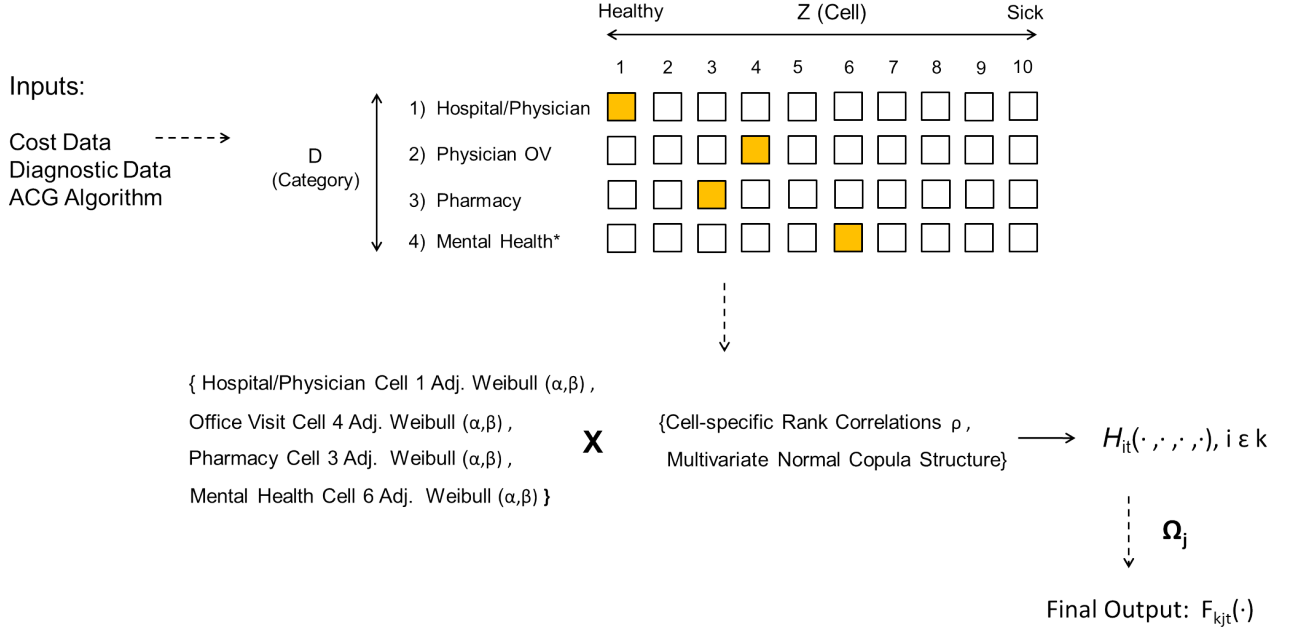 Healthy Z (Cell) Sick
1 2 3 4 5 6 7 8 9 10
Inputs:
Cost Data
Diagnostic Data
ACG Algorithm
D
(Category)
1) Hospital/Physician
2) Physician OV
3) Pharmacy
4) Mental Health*
{ Hospital/Physician Cell 1 Adj. Weibull (α,β) ,
Office Visit Cell 4 Adj. Weibull (α,β) ,
Pharmacy Cell 3 Adj. Weibull (α,β) ,
Mental Health Cell 6 Adj. Weibull (α,β) }
X
{Cell-specific Rank Correlations ρ ,
Multivariate Normal Copula Structure}
H_it(· ,· ,· ,·), i ε k
Ω_j
Final Output: F_kjt(·)